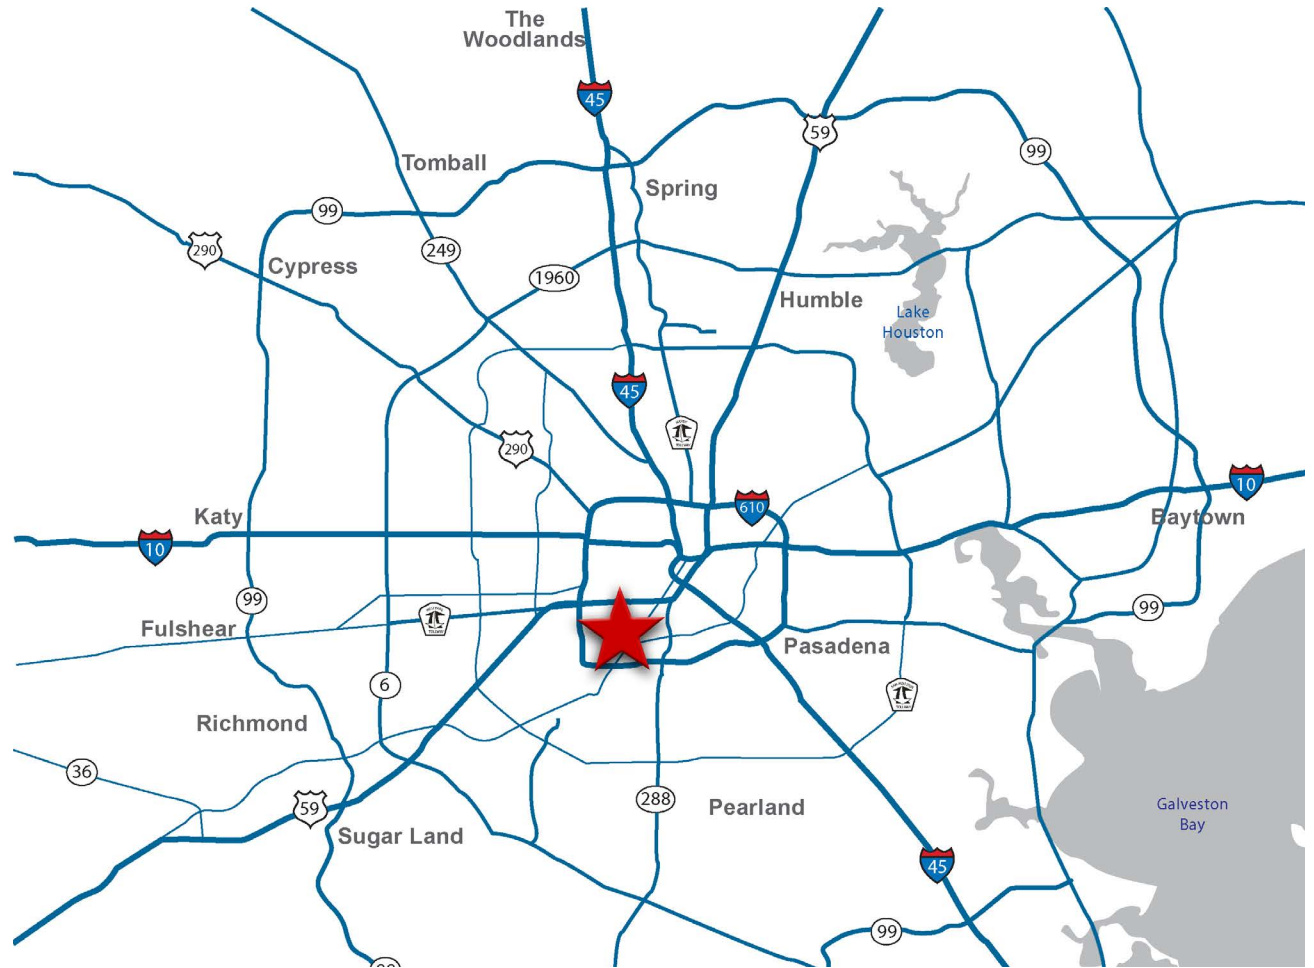 The
Woodlands
45
59
99
Tomball
Spring
99
290
249
Cypress
1960
Humble
Lake
Houston
45
290
610
10
Katy
Baytown
10
99
99
Fulshear
Pasadena
6
Richmond
36
59
288
Pearland
Galveston
Bay
Sugar Land
45
99